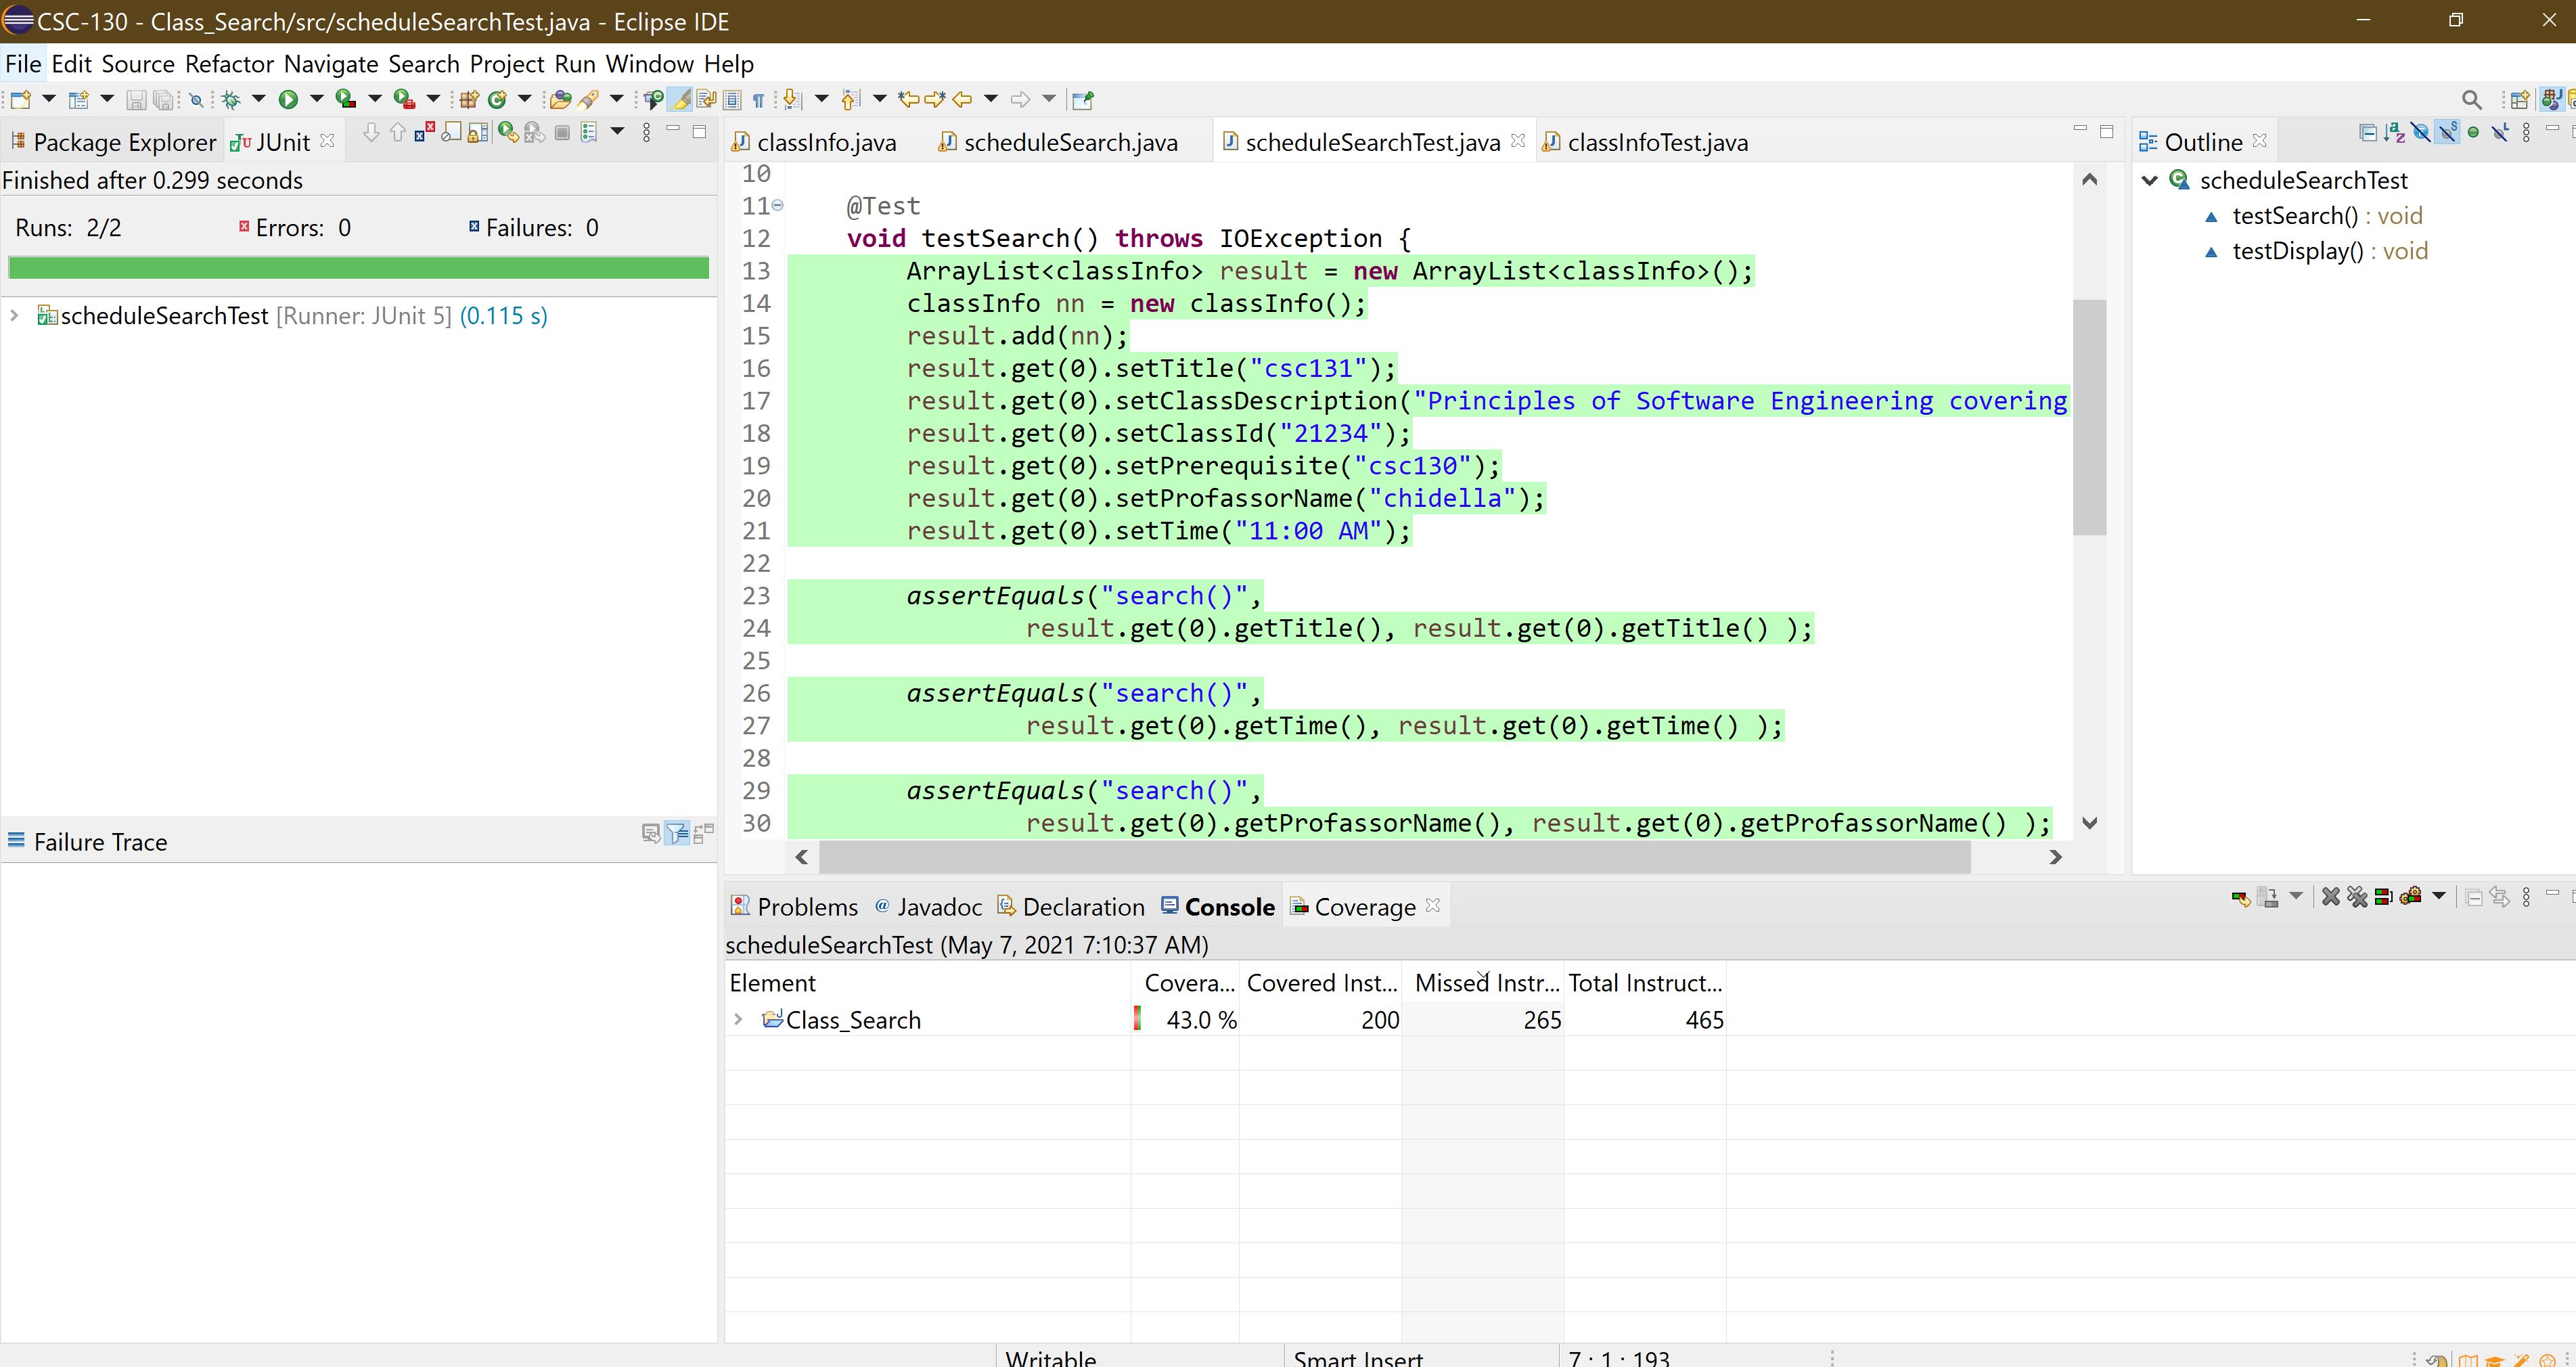 CSC-130 - Class_Search/src/scheduleSearchTest.java - Eclipse IDE
File Edit Source Refactor Navigate Search Project Run Window Help
Package Explorer
JUnit
Finished after 0.299 seconds
Runs: 2/2
Errors: 0
Failures: 0
scheduleSearchTest [Runner: JUnit 5] (0.115 s)
Failure Trace
classInfo.java
scheduleSearch.java
scheduleSearchTest.java
classInfoTest.java
10
11 @Test
12 void testSearch() throws IOException {
13 ArrayList<classInfo> result = new ArrayList<classInfo>();
14 classInfo nn = new classInfo();
15 result.add(nn);
16 result.get(0).setTitle("csc131");
17 result.get(0).setClassDescription("Principles of Software Engineering covering
18 result.get(0).setClassId("21234");
19 result.get(0).setPrerequisite("csc130");
20 result.get(0).setProfassorName("chidella");
21 result.get(0).setTime("11:00 AM");
22
23 assertEquals("search()",
24 result.get(0).getTitle(), result.get(0).getTitle() );
25
26 assertEquals("search()",
27 result.get(0).getTime(), result.get(0).getTime() );
28
29 assertEquals("search()",
30 result.get(0).getProfassorName(), result.get(0).getProfassorName() );
Outline
scheduleSearchTest
testSearch() : void
testDisplay() : void
Problems @ Javadoc Declaration Console Coverage
scheduleSearchTest (May 7, 2021 7:10:37 AM)
Element Covera... Covered Inst... Missed Instr... Total Instruct...
Class_Search 43.0 % 200 265 465
Writable Smart Insert 7 : 1 : 193